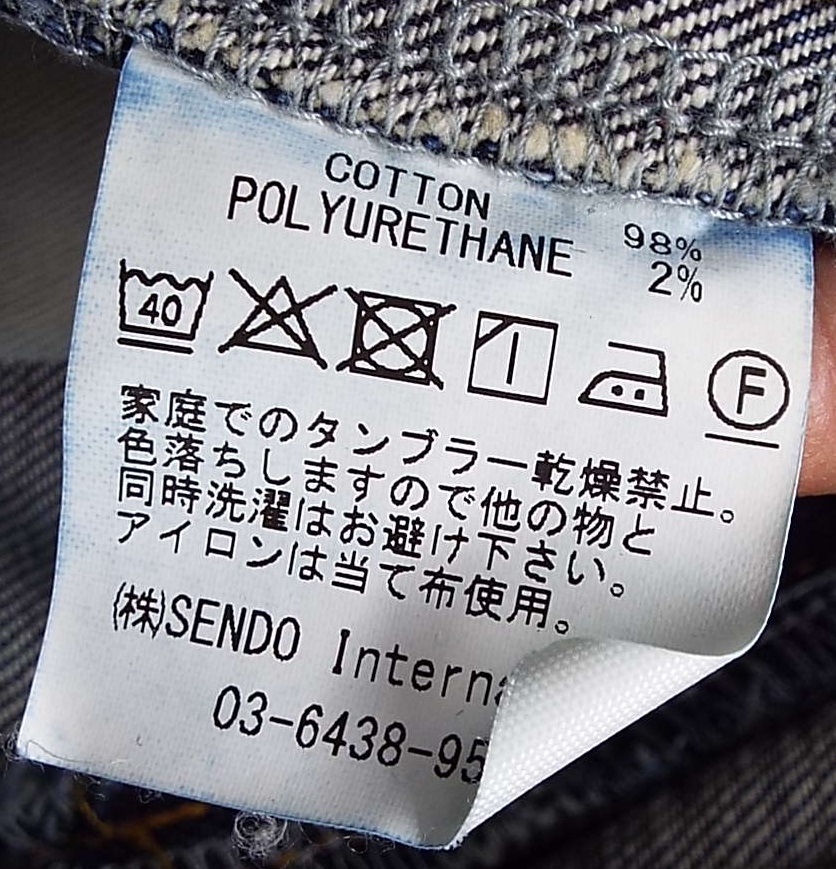 COTTON 98%
POLYURETHANE 2%
40
F
家庭でのタンブラー乾燥禁止。
色落ちしますので他の物と
同時洗濯はお避け下さい。
アイロンは当て布使用。
㈱SENDO Interna
03-6438-95